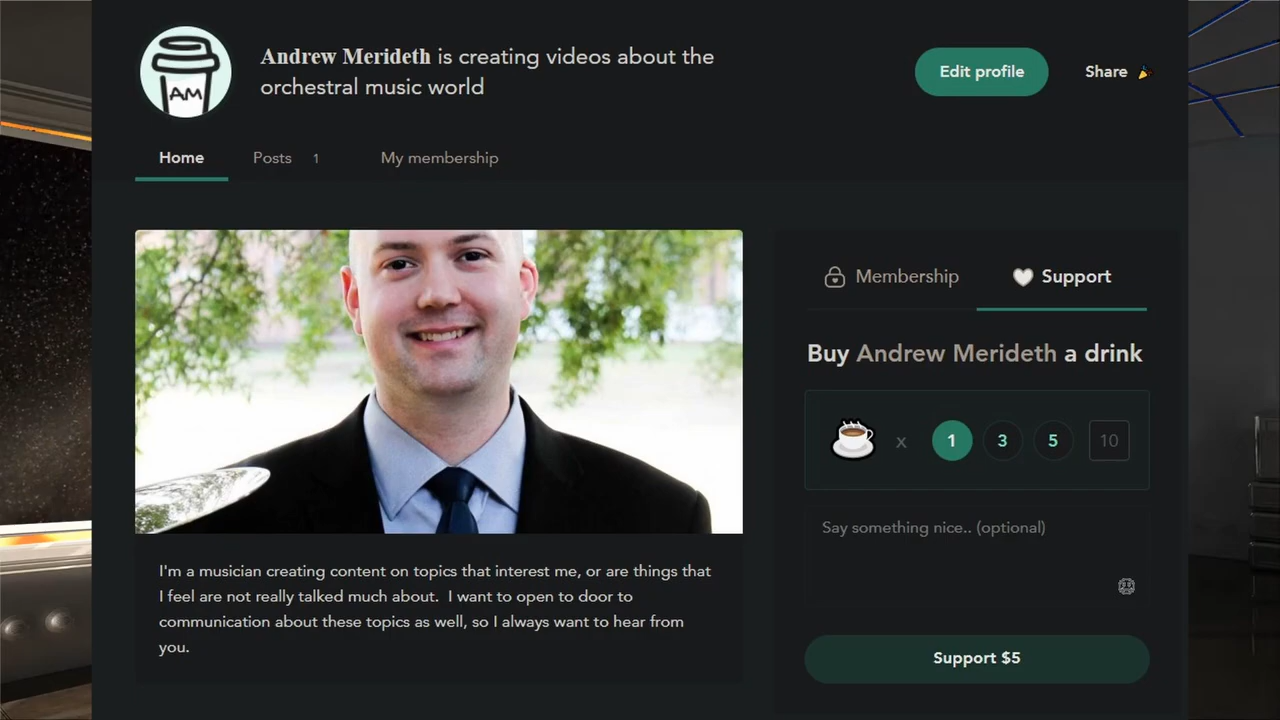 AM
Andrew Merideth is creating videos about the
orchestral music world
Edit profile
Share
Home
Posts 1
My membership
Membership
Support
Buy Andrew Merideth a drink
x 1 3 5 10
Say something nice.. (optional)
Support $5
I'm a musician creating content on topics that interest me, or are things that
I feel are not really talked much about.  I want to open to door to
communication about these topics as well, so I always want to hear from
you.